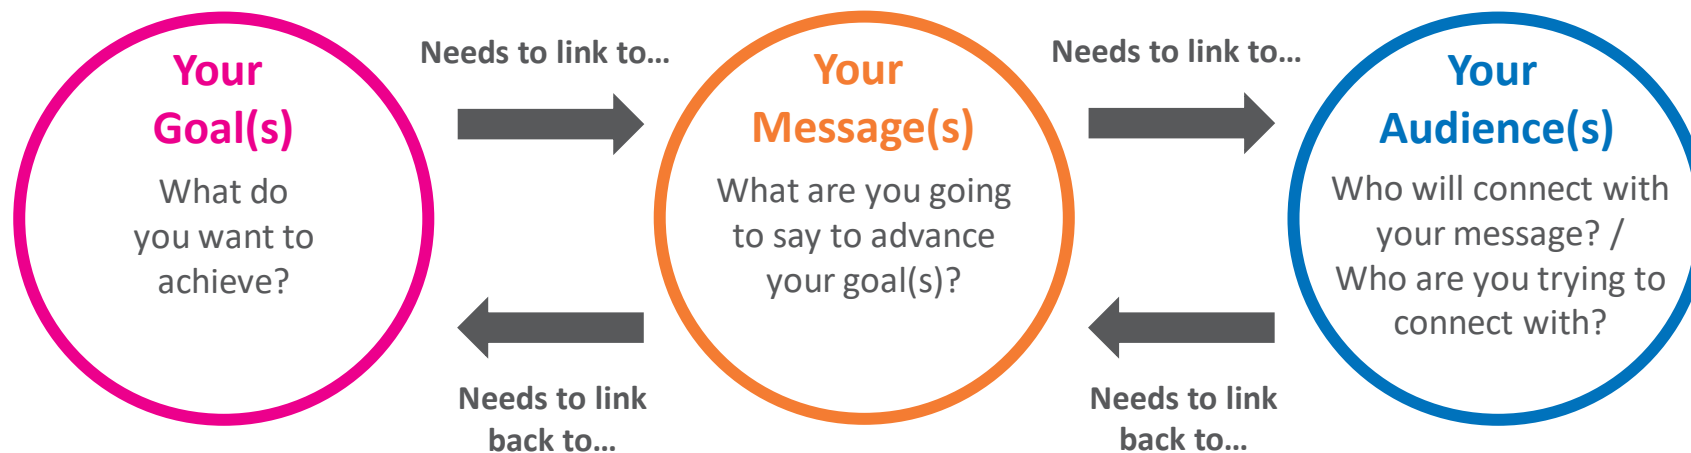 Your
Goal(s)
What do
you want to
achieve?
Needs to link to…
Needs to link
back to…
Your
Message(s)
What are you going
to say to advance
your goal(s)?
Needs to link to…
Needs to link
back to…
Your
Audience(s)
Who will connect with
your message? /
Who are you trying to
connect with?